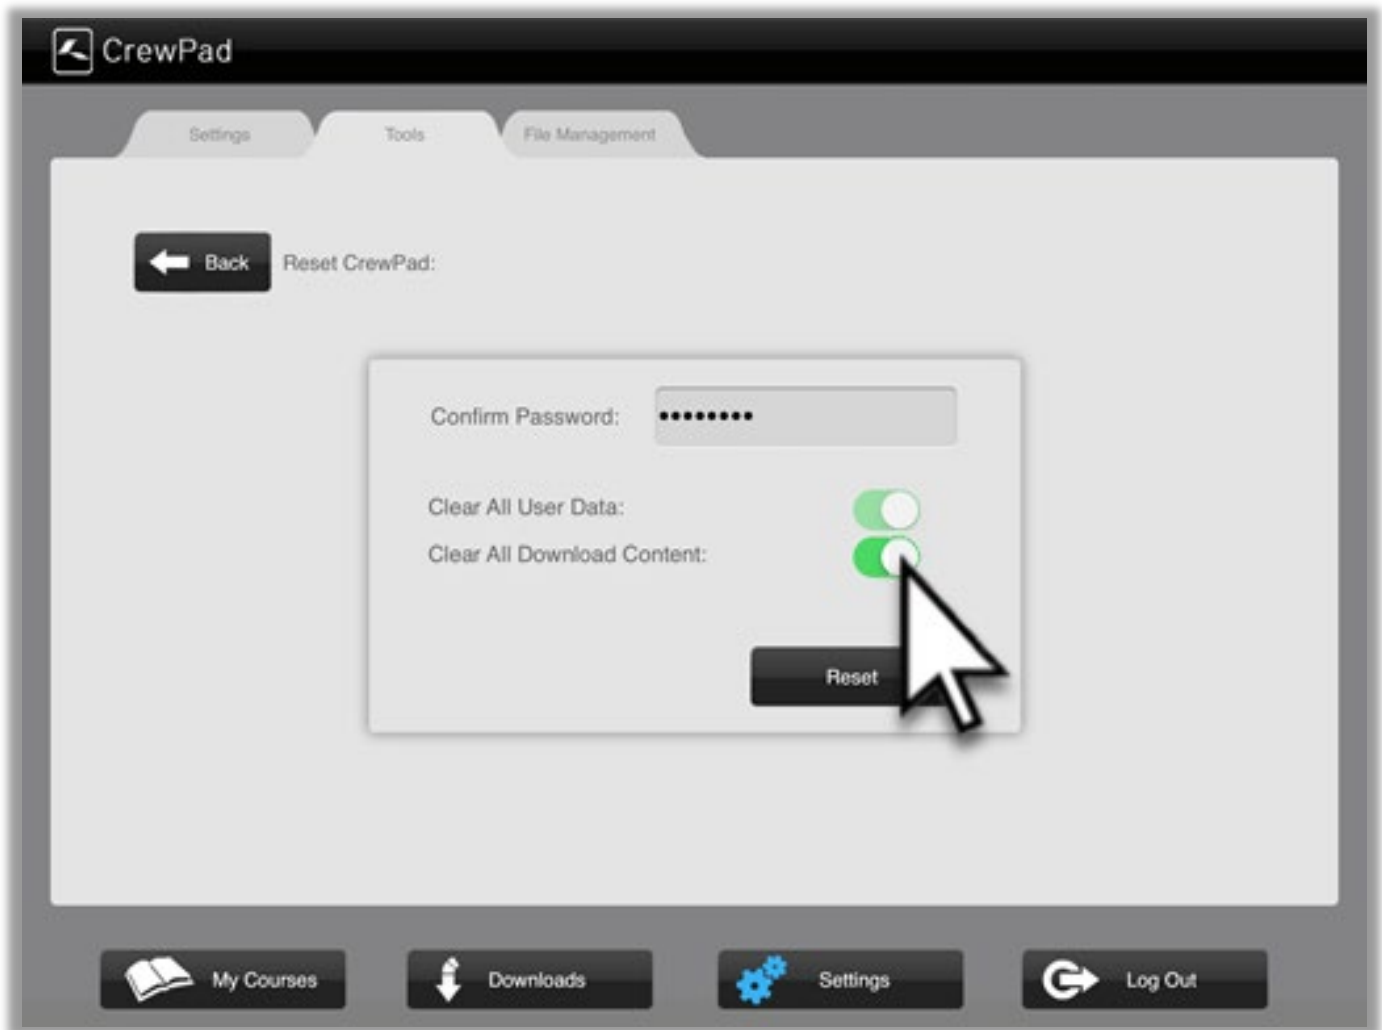 CrewPad
Settings Tools File Management
Back Reset CrewPad:
Confirm Password: ••••••••
Clear All User Data:
Clear All Download Content:
Reset
My Courses Downloads Settings Log Out